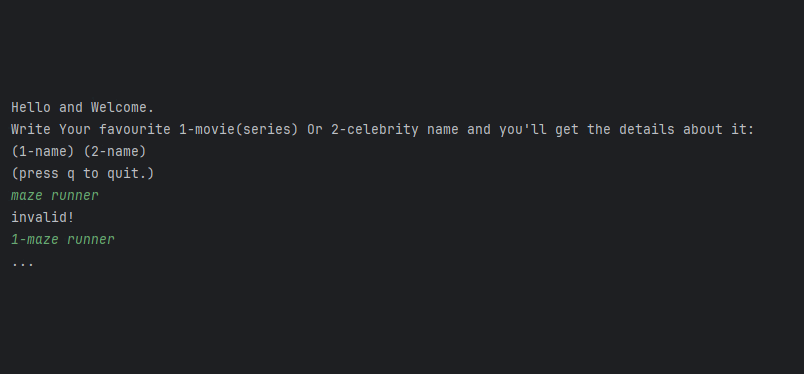 Hello and Welcome.
Write Your favourite 1-movie(series) Or 2-celebrity name and you'll get the details about it:
(1-name) (2-name)
(press q to quit.)
maze runner
invalid!
1-maze runner
...